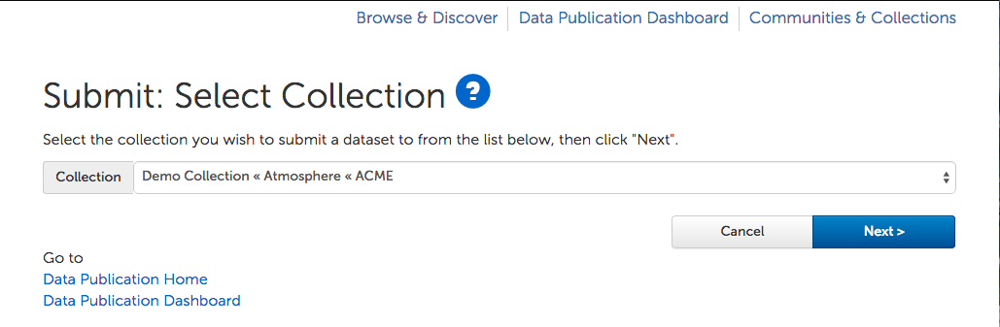 Browse & Discover Data Publication Dashboard Communities & Collections
Submit: Select Collection ?
Select the collection you wish to submit a dataset to from the list below, then click "Next".
Collection Demo Collection « Atmosphere « ACME
Cancel Next >
Go to
Data Publication Home
Data Publication Dashboard